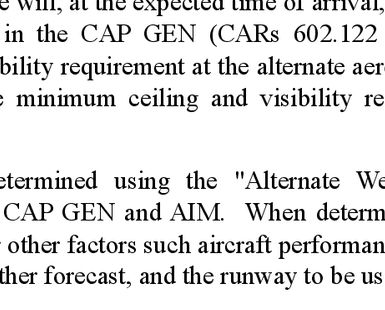 will, at the expected time of arrival,
in the CAP GEN (CARs 602.122
bility requirement at the alternate aer
minimum ceiling and visibility re
etermined using the "Alternate We
CAP GEN and AIM. When determ
other factors such aircraft performan
ther forecast, and the runway to be us